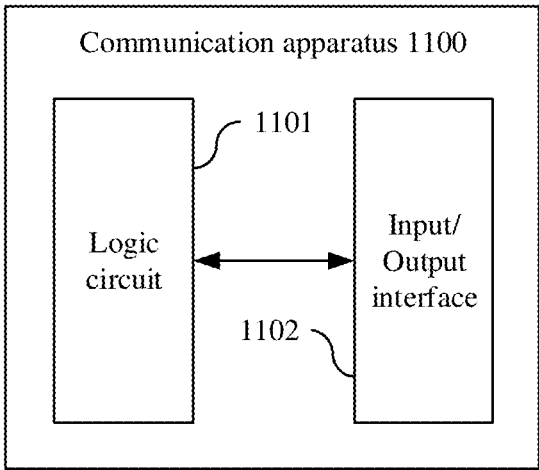 Communication apparatus 1100
1101
Logic
circuit
Input/
Output
interface
1102